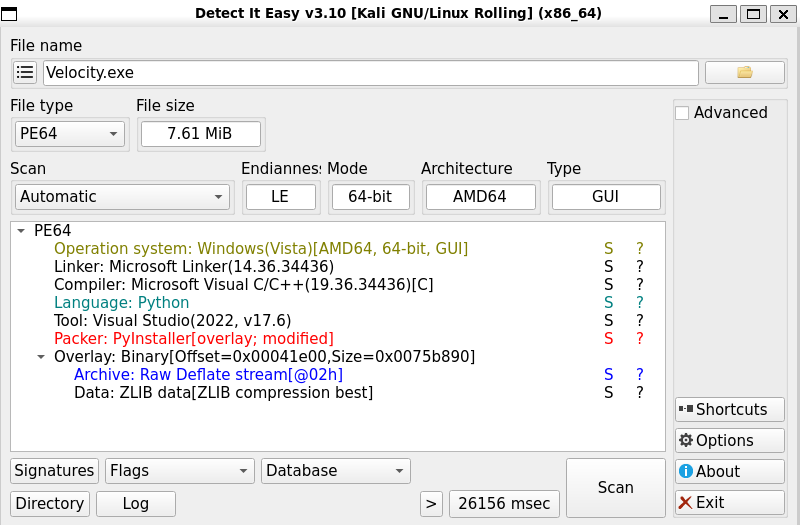 Detect It Easy v3.10 [Kali GNU/Linux Rolling] (x86_64)
File name
Velocity.exe
File type
File size
Advanced
PE64
7.61 MiB
Scan
Endianness
Mode
Architecture
Type
Automatic
LE
64-bit
AMD64
GUI
PE64
Operation system: Windows(Vista)[AMD64, 64-bit, GUI] S ?
Linker: Microsoft Linker(14.36.34436) S ?
Compiler: Microsoft Visual C/C++(19.36.34436)[C] S ?
Language: Python S ?
Tool: Visual Studio(2022, v17.6) S ?
Packer: PyInstaller[overlay; modified] S ?
Overlay: Binary[Offset=0x00041e00,Size=0x0075b890]
Archive: Raw Deflate stream[@02h] S ?
Data: ZLIB data[ZLIB compression best] S ?
Shortcuts
Options
About
Exit
Signatures
Flags
Database
Scan
Directory
Log
>
26156 msec